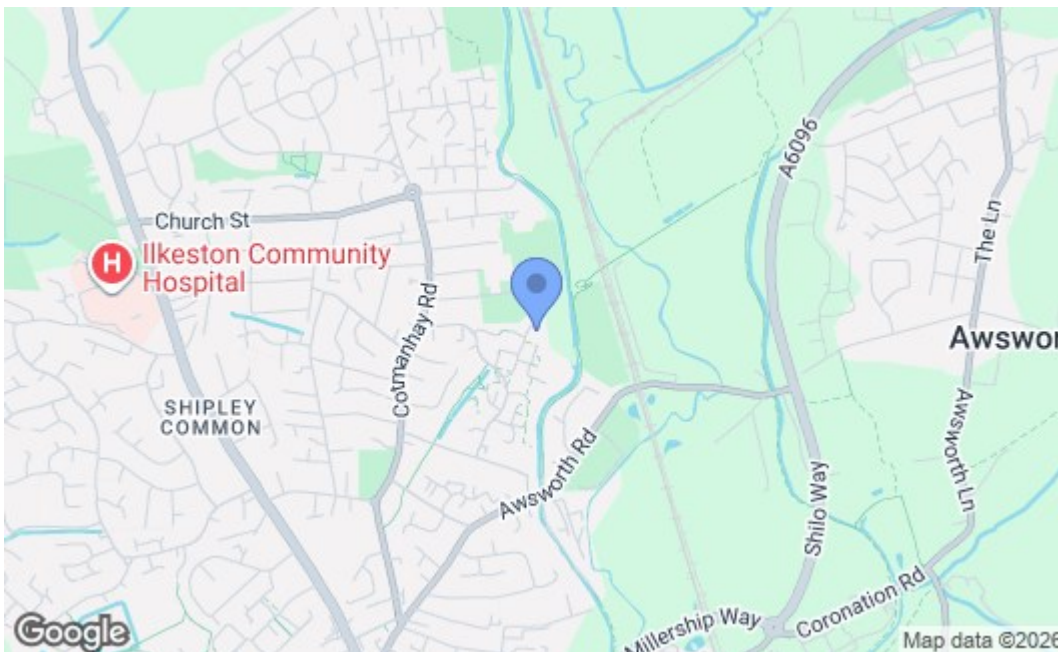 A6096
Church St
The Ln
H
Ilkeston Community
Hospital
Cotmanhay Rd
Awswor
SHIPLEY
COMMON
Awsworth Rd
Awsworth Ln
Shilo Way
Coronation Rd
Millership Way
Google
Map data ©2026